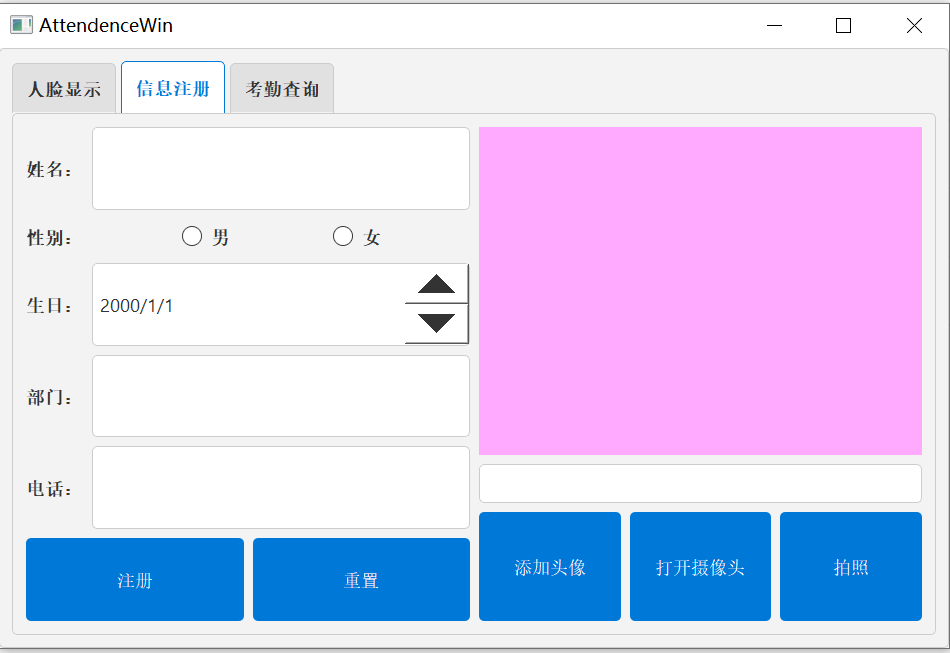 AttendenceWin
人脸显示 信息注册 考勤查询
姓名：
性别： 男 女
生日： 2000/1/1
部门：
电话：
注册 重置
添加头像 打开摄像头 拍照